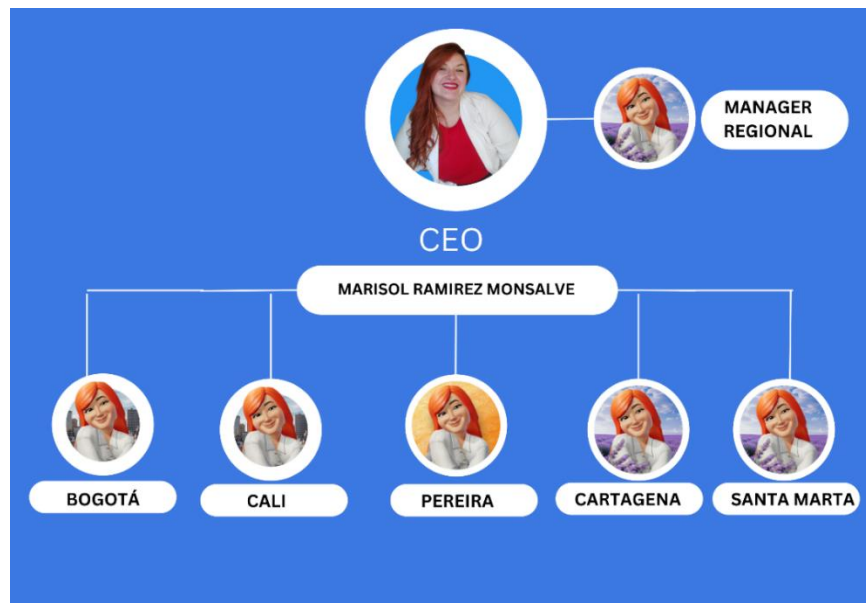 MANAGER
REGIONAL
CEO
MARISOL RAMIREZ MONSALVE
BOGOTÁ
CALI
PEREIRA
CARTAGENA
SANTA MARTA